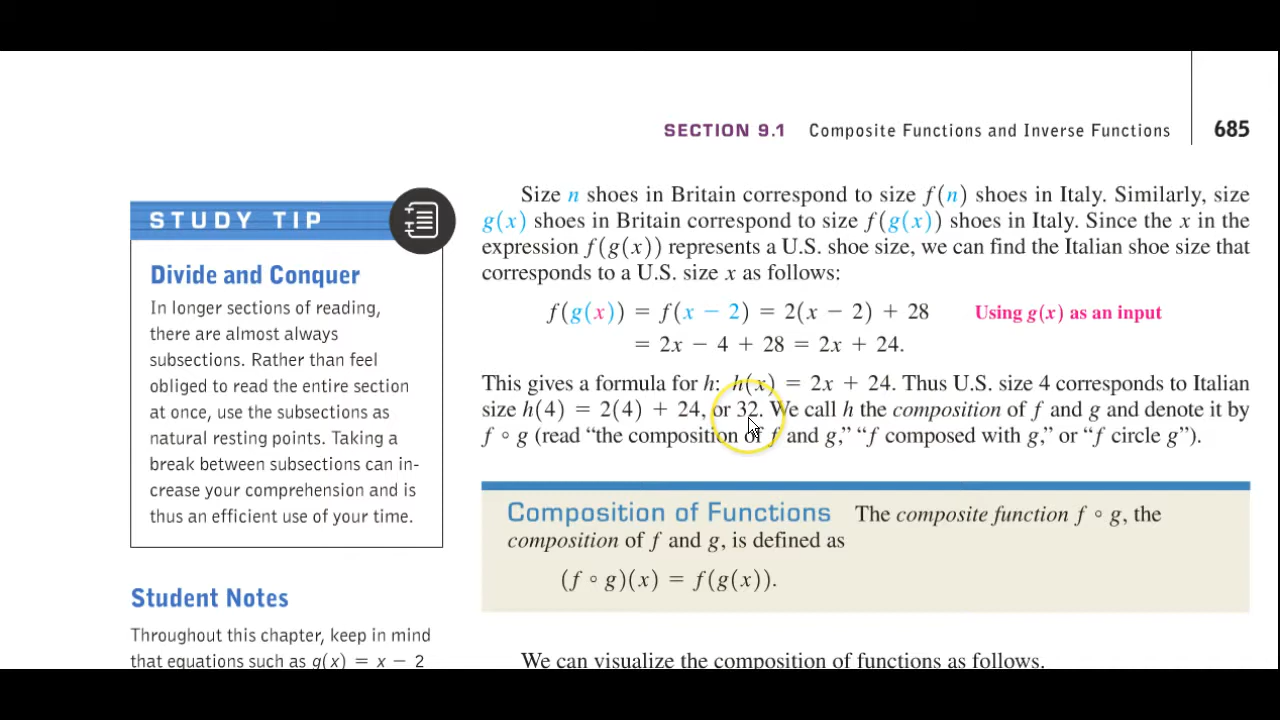 SECTION 9.1 Composite Functions and Inverse Functions 685
STUDY TIP
Divide and Conquer
In longer sections of reading,
there are almost always
subsections. Rather than feel
obliged to read the entire section
at once, use the subsections as
natural resting points. Taking a
break between subsections can in-
crease your comprehension and is
thus an efficient use of your time.
Student Notes
Throughout this chapter, keep in mind
that equations such as g(x) = x − 2
Size n shoes in Britain correspond to size f(n) shoes in Italy. Similarly, size
g(x) shoes in Britain correspond to size f(g(x)) shoes in Italy. Since the x in the
expression f(g(x)) represents a U.S. shoe size, we can find the Italian shoe size that
corresponds to a U.S. size x as follows:
f(g(x)) = f(x − 2) = 2(x − 2) + 28 Using g(x) as an input
= 2x − 4 + 28 = 2x + 24.
This gives a formula for h: h(x) = 2x + 24. Thus U.S. size 4 corresponds to Italian
size h(4) = 2(4) + 24, or 32. We call h the composition of f and g and denote it by
f ∘ g (read “the composition of f and g,” “f composed with g,” or “f circle g”).
Composition of Functions The composite function f ∘ g, the
composition of f and g, is defined as
(f ∘ g)(x) = f(g(x)).
We can visualize the composition of functions as follows.